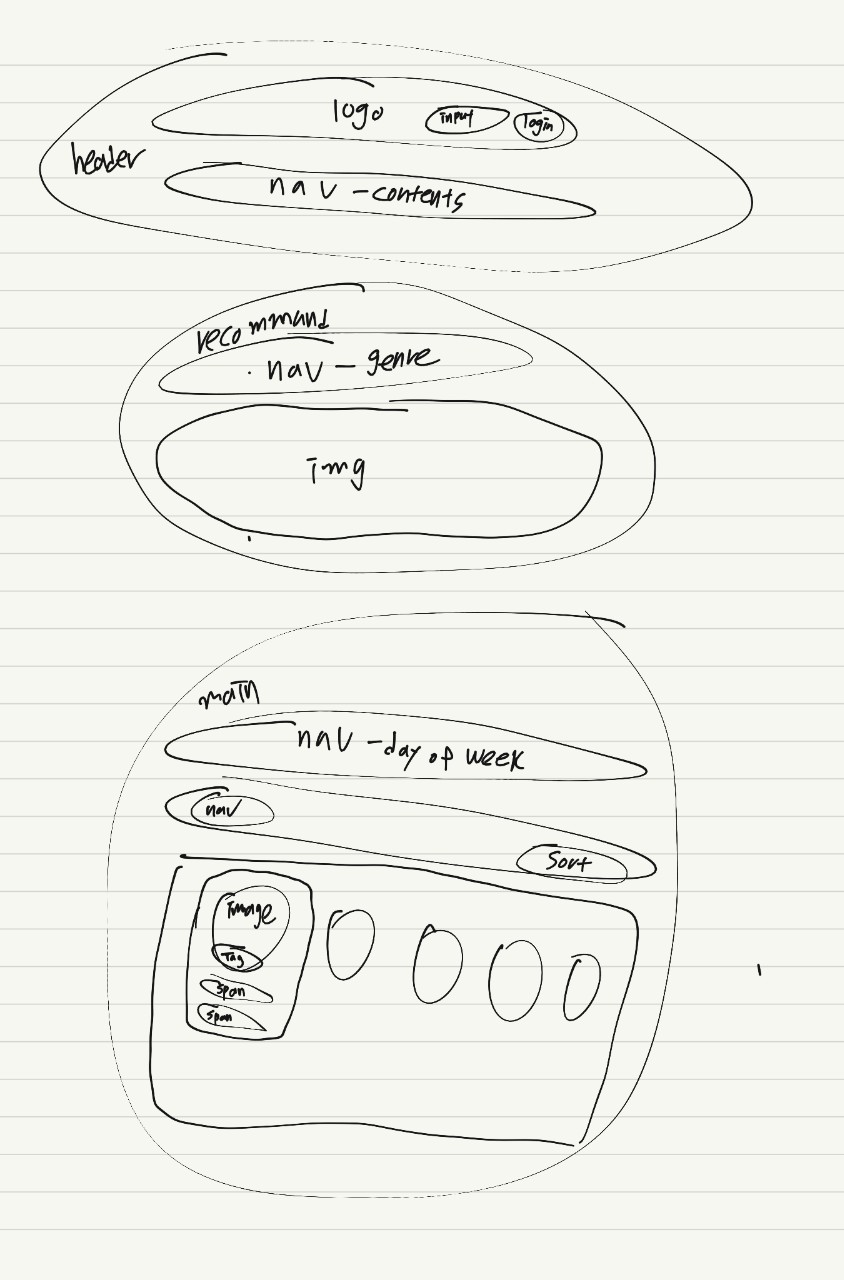 logo input login
header
nav - contents
recommand
nav - genre
img
main
nav - day of week
nav
Sort
image
Tag
span
span